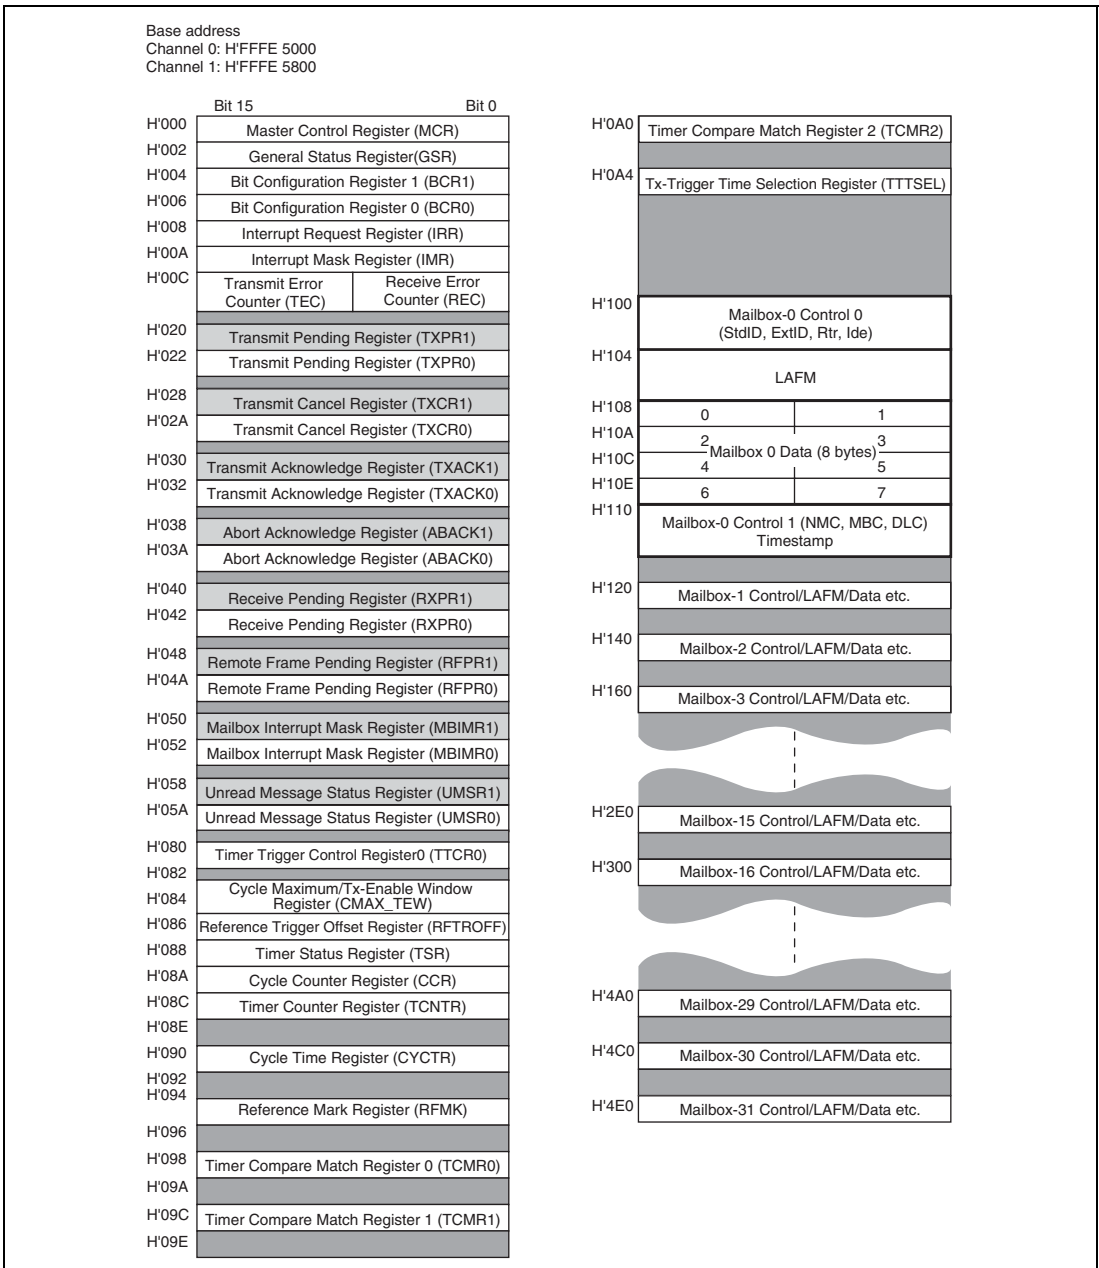 Base address
Channel 0: H'FFFE 5000
Channel 1: H'FFFE 5800
Bit 15 Bit 0
H'000 Master Control Register (MCR)
H'002 General Status Register(GSR)
H'004 Bit Configuration Register 1 (BCR1)
H'006 Bit Configuration Register 0 (BCR0)
H'008 Interrupt Request Register (IRR)
H'00A Interrupt Mask Register (IMR)
H'00C Transmit Error Counter (TEC) Receive Error Counter (REC)
H'020 Transmit Pending Register (TXPR1)
H'022 Transmit Pending Register (TXPR0)
H'028 Transmit Cancel Register (TXCR1)
H'02A Transmit Cancel Register (TXCR0)
H'030 Transmit Acknowledge Register (TXACK1)
H'032 Transmit Acknowledge Register (TXACK0)
H'038 Abort Acknowledge Register (ABACK1)
H'03A Abort Acknowledge Register (ABACK0)
H'040 Receive Pending Register (RXPR1)
H'042 Receive Pending Register (RXPR0)
H'048 Remote Frame Pending Register (RFPR1)
H'04A Remote Frame Pending Register (RFPR0)
H'050 Mailbox Interrupt Mask Register (MBIMR1)
H'052 Mailbox Interrupt Mask Register (MBIMR0)
H'058 Unread Message Status Register (UMSR1)
H'05A Unread Message Status Register (UMSR0)
H'080 Timer Trigger Control Register0 (TTCR0)
H'082
H'084 Cycle Maximum/Tx-Enable Window
Register (CMAX_TEW)
H'086 Reference Trigger Offset Register (RFTROFF)
H'088 Timer Status Register (TSR)
H'08A Cycle Counter Register (CCR)
H'08C Timer Counter Register (TCNTR)
H'08E
H'090 Cycle Time Register (CYCTR)
H'092
H'094
Reference Mark Register (RFMK)
H'096
H'098 Timer Compare Match Register 0 (TCMR0)
H'09A
H'09C Timer Compare Match Register 1 (TCMR1)
H'09E
H'0A0 Timer Compare Match Register 2 (TCMR2)
H'0A4 Tx-Trigger Time Selection Register (TTTSEL)
H'100 Mailbox-0 Control 0
(StdID, ExtID, Rtr, Ide)
H'104 LAFM
H'108 0 1
H'10A 2 3
Mailbox 0 Data (8 bytes)
H'10C 4 5
H'10E 6 7
H'110 Mailbox-0 Control 1 (NMC, MBC, DLC)
Timestamp
H'120 Mailbox-1 Control/LAFM/Data etc.
H'140 Mailbox-2 Control/LAFM/Data etc.
H'160 Mailbox-3 Control/LAFM/Data etc.
H'2E0 Mailbox-15 Control/LAFM/Data etc.
H'300 Mailbox-16 Control/LAFM/Data etc.
H'4A0 Mailbox-29 Control/LAFM/Data etc.
H'4C0 Mailbox-30 Control/LAFM/Data etc.
H'4E0 Mailbox-31 Control/LAFM/Data etc.